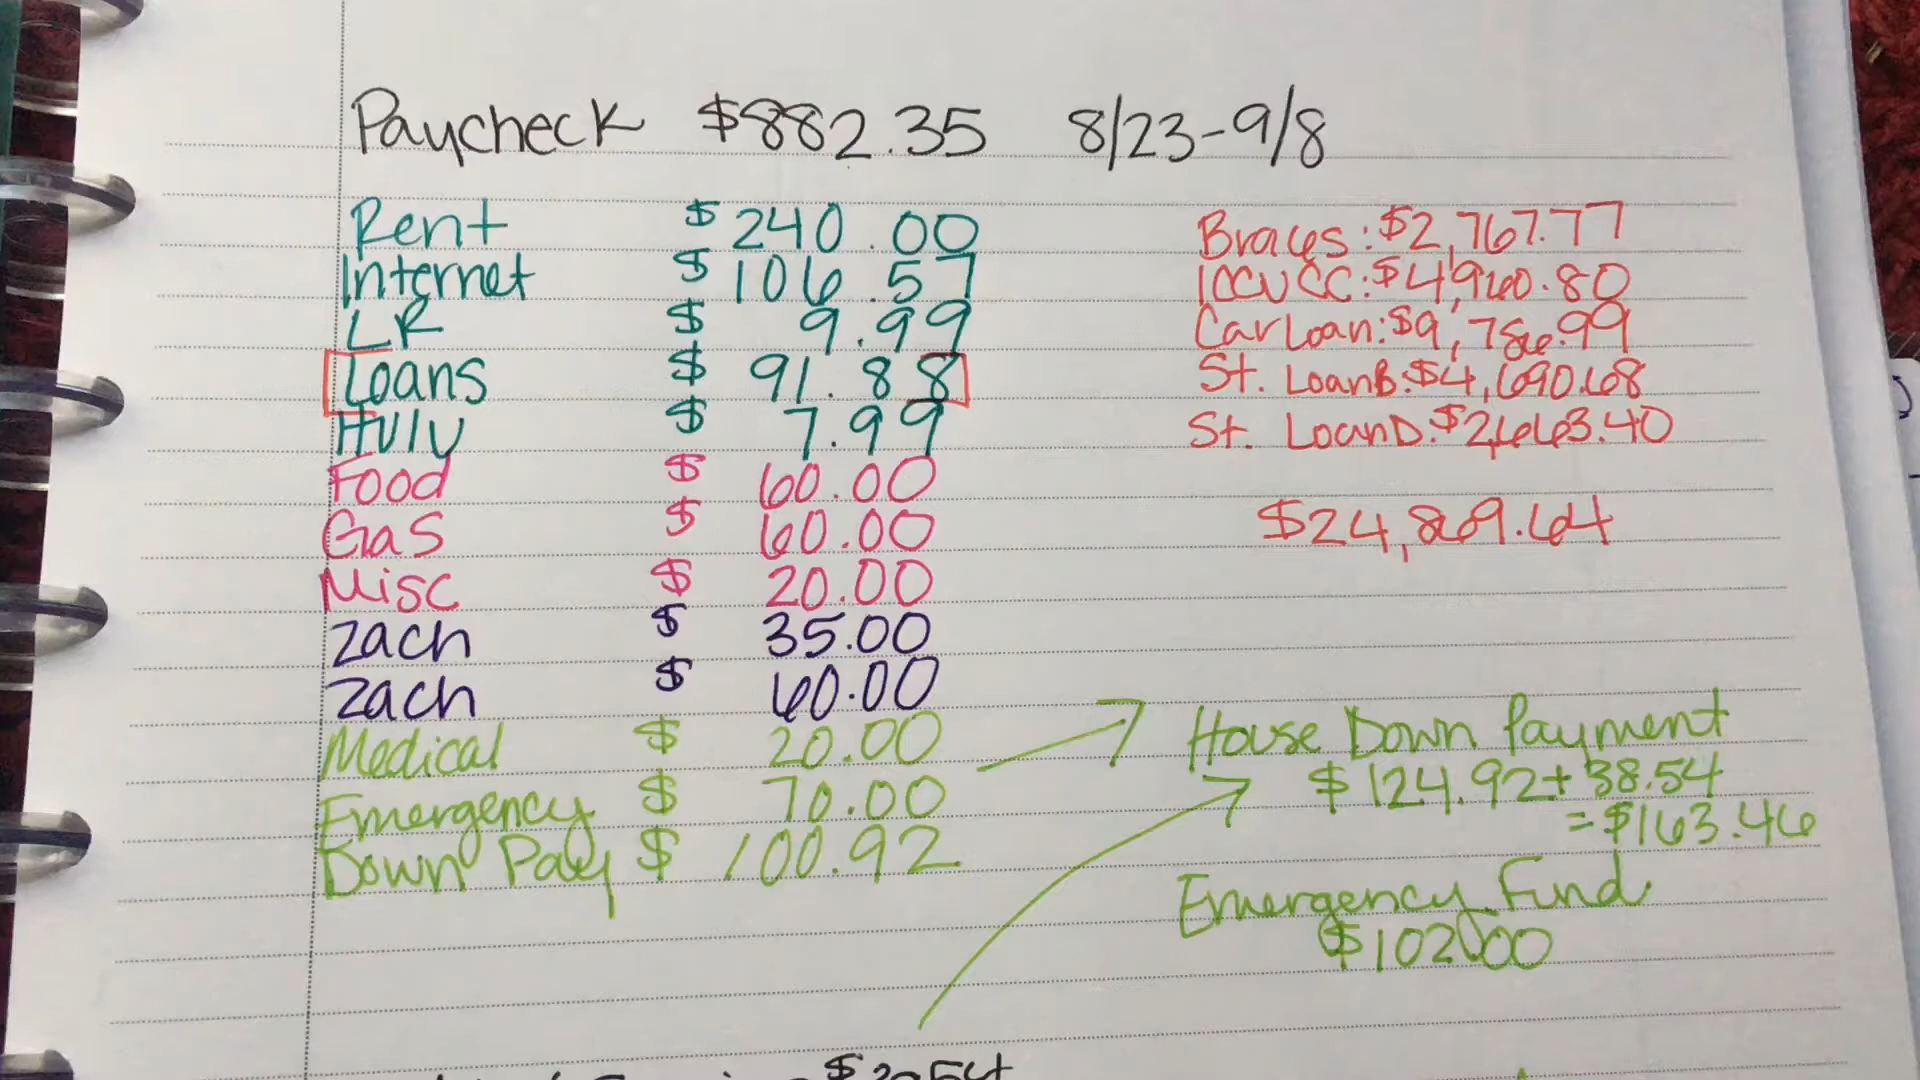 Paycheck $882.35 8/23-9/8
Rent $240.00
Internet $106.57
LR $9.99
Loans $91.88
Hulu $7.99
Food $60.00
Gas $60.00
Misc $20.00
Zach $35.00
Zach $60.00
Medical $20.00
Emergency $70.00
Down Pay $100.92
Braces: $2,767.77
ICCU CC: $4,960.80
Car Loan: $9,786.99
St. Loan B: $4,690.68
St. Loan D: $2,663.40
$24,869.64
House Down Payment
$124.92 + 38.54
= $163.46
Emergency Fund
$102.00